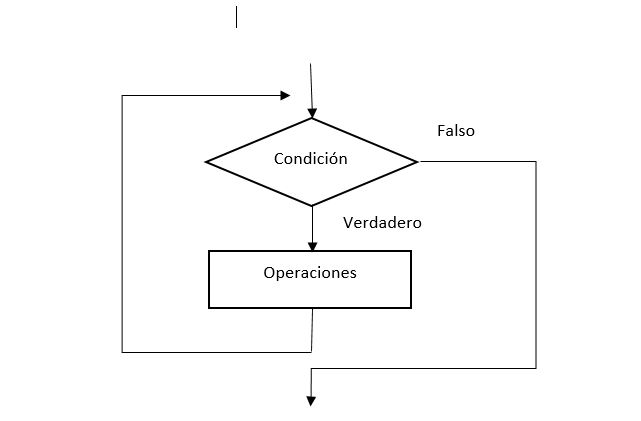 Falso
Condición
Verdadero
Operaciones